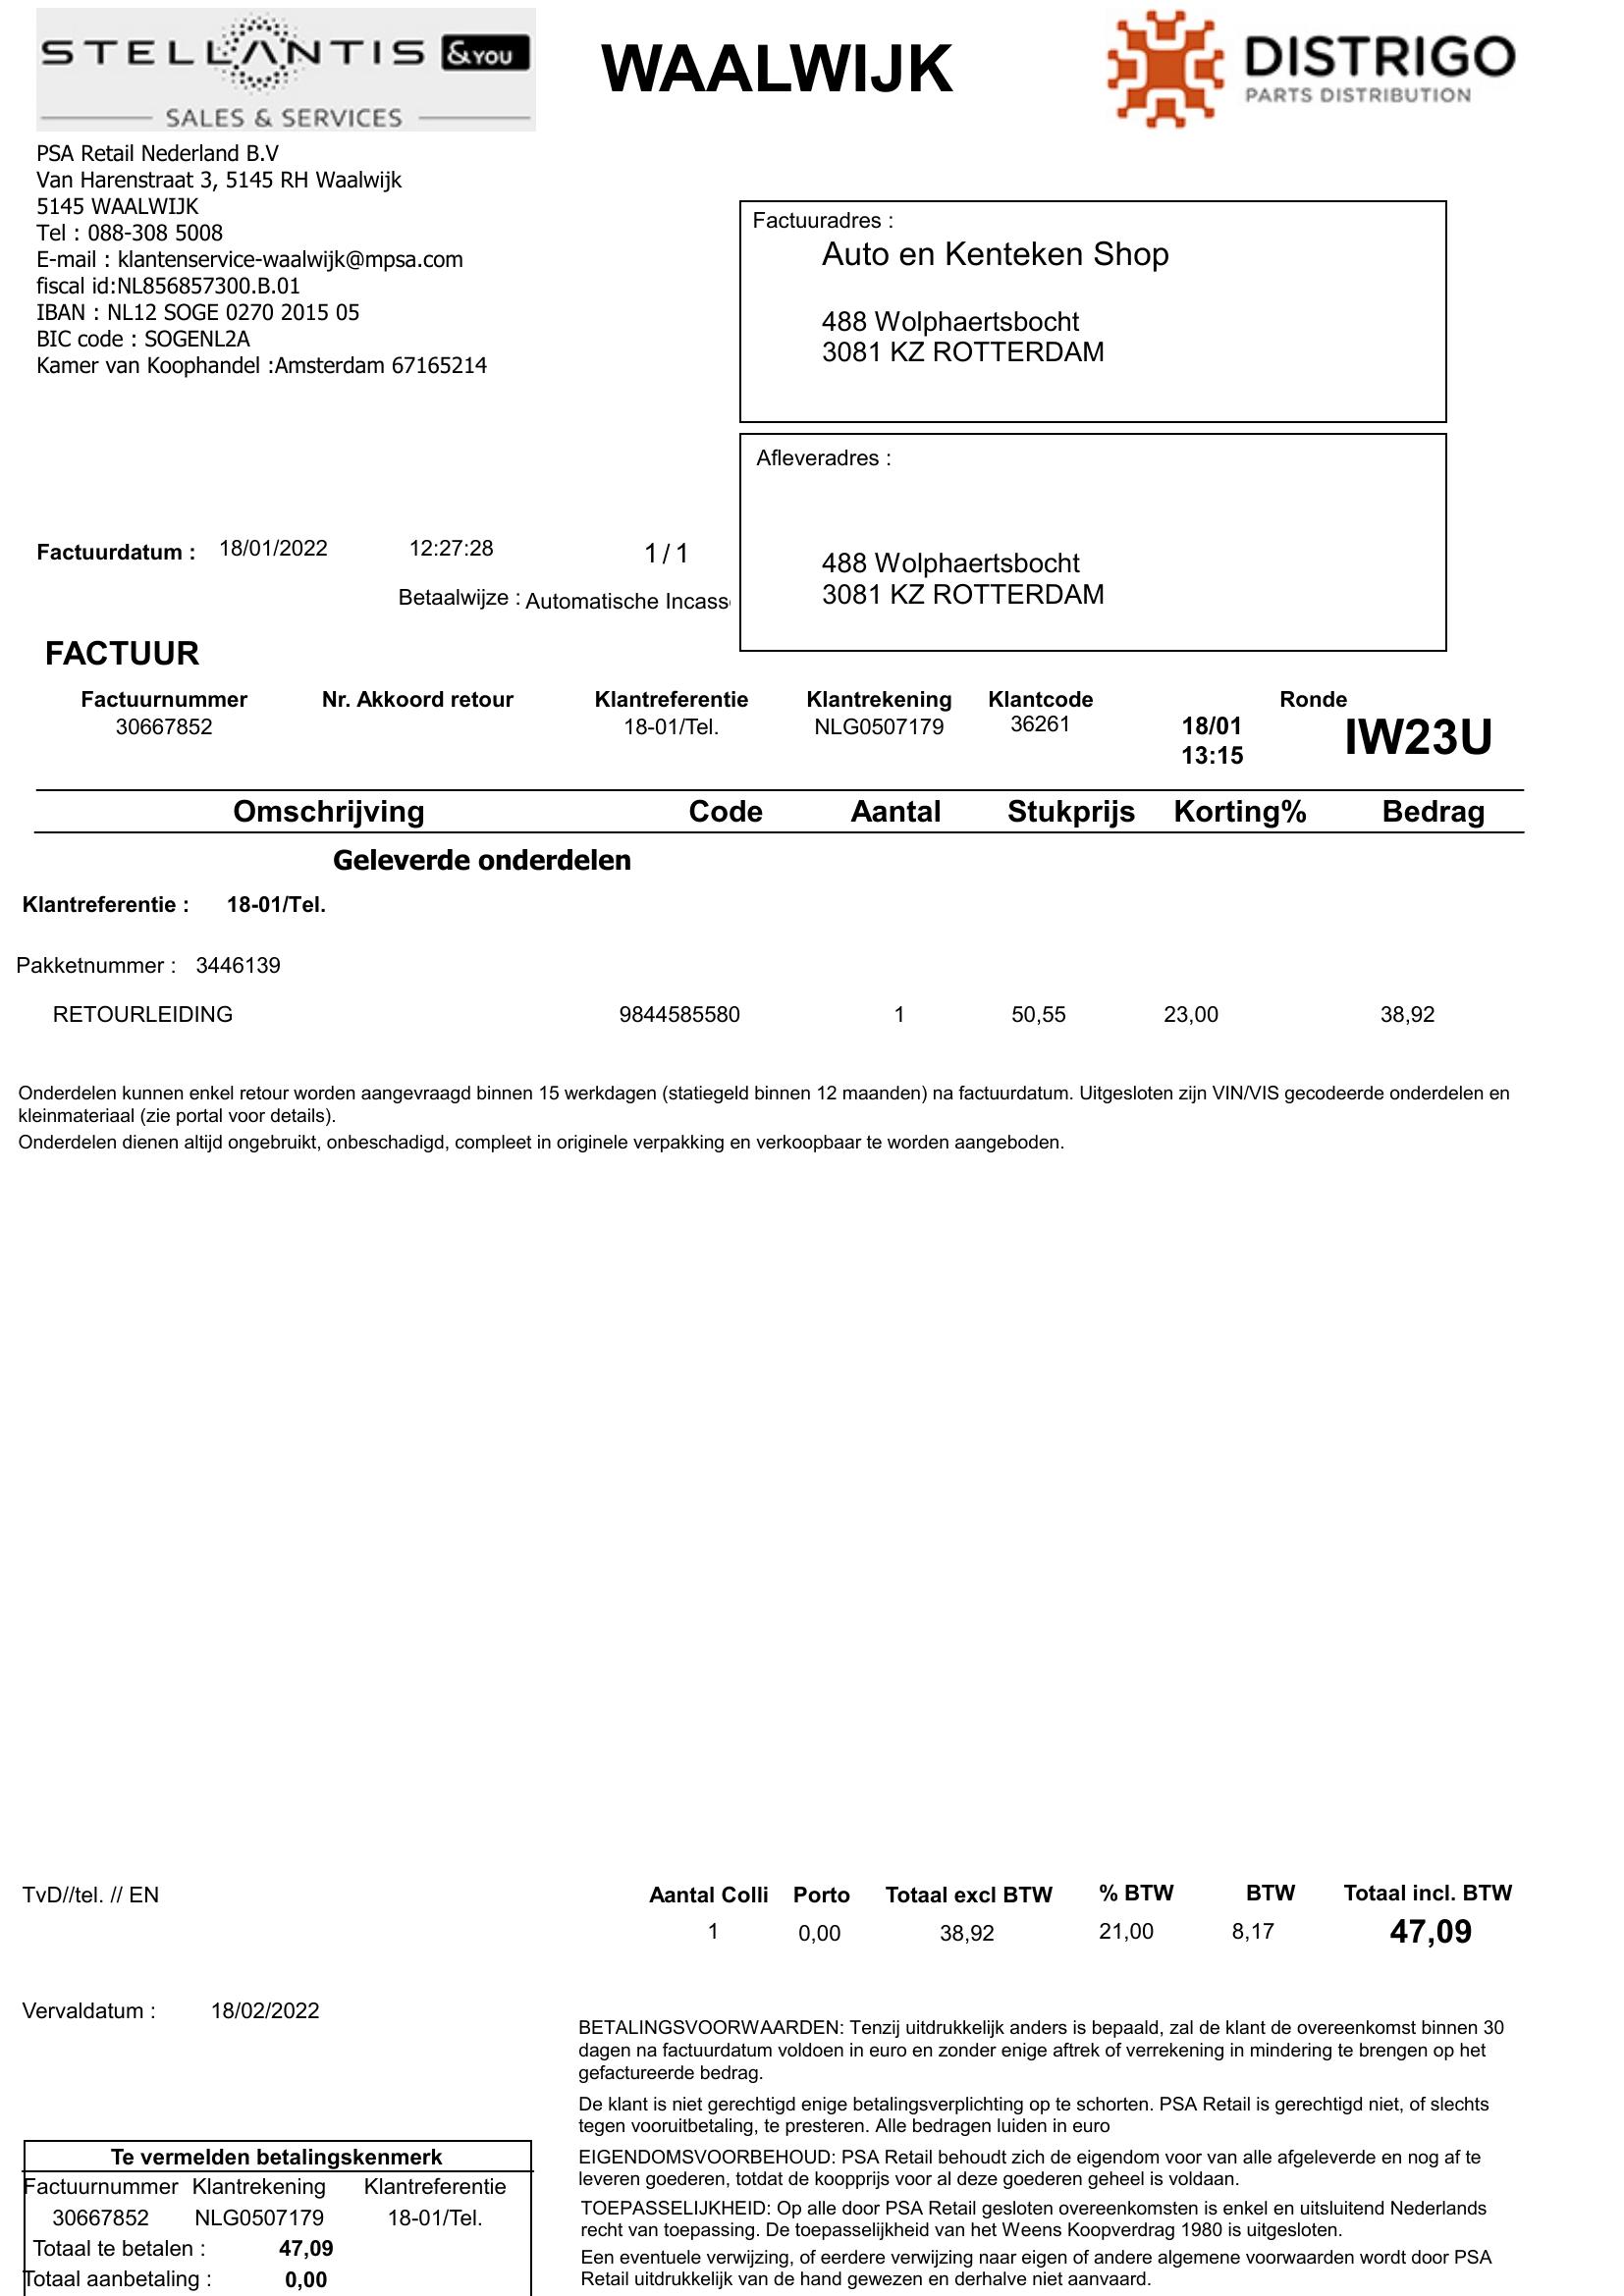 STELLANTIS &YOU
SALES & SERVICES
WAALWIJK
DISTRIGO
PARTS DISTRIBUTION
PSA Retail Nederland B.V
Van Harenstraat 3, 5145 RH Waalwijk
5145 WAALWIJK
Tel : 088-308 5008
E-mail : klantenservice-waalwijk@mpsa.com
fiscal id:NL856857300.B.01
IBAN : NL12 SOGE 0270 2015 05
BIC code : SOGENL2A
Kamer van Koophandel :Amsterdam 67165214
Factuuradres :
Auto en Kenteken Shop
488 Wolphaertsbocht
3081 KZ ROTTERDAM
Afleveradres :
488 Wolphaertsbocht
3081 KZ ROTTERDAM
Factuurdatum : 18/01/2022 12:27:28 1 / 1
Betaalwijze : Automatische Incass
FACTUUR
Factuurnummer Nr. Akkoord retour Klantreferentie Klantrekening Klantcode Ronde
30667852 18-01/Tel. NLG0507179 36261 18/01 IW23U
13:15
Omschrijving Code Aantal Stukprijs Korting% Bedrag
Geleverde onderdelen
Klantreferentie : 18-01/Tel.
Pakketnummer : 3446139
RETOURLEIDING 9844585580 1 50,55 23,00 38,92
Onderdelen kunnen enkel retour worden aangevraagd binnen 15 werkdagen (statiegeld binnen 12 maanden) na factuurdatum. Uitgesloten zijn VIN/VIS gecodeerde onderdelen en
kleinmateriaal (zie portal voor details).
Onderdelen dienen altijd ongebruikt, onbeschadigd, compleet in originele verpakking en verkoopbaar te worden aangeboden.
TvD//tel. // EN
Aantal Colli Porto Totaal excl BTW % BTW BTW Totaal incl. BTW
1 0,00 38,92 21,00 8,17 47,09
Vervaldatum : 18/02/2022
BETALINGSVOORWAARDEN: Tenzij uitdrukkelijk anders is bepaald, zal de klant de overeenkomst binnen 30
dagen na factuurdatum voldoen in euro en zonder enige aftrek of verrekening in mindering te brengen op het
gefactureerde bedrag.
De klant is niet gerechtigd enige betalingsverplichting op te schorten. PSA Retail is gerechtigd niet, of slechts
tegen vooruitbetaling, te presteren. Alle bedragen luiden in euro
EIGENDOMSVOORBEHOUD: PSA Retail behoudt zich de eigendom voor van alle afgeleverde en nog af te
leveren goederen, totdat de koopprijs voor al deze goederen geheel is voldaan.
TOEPASSELIJKHEID: Op alle door PSA Retail gesloten overeenkomsten is enkel en uitsluitend Nederlands
recht van toepassing. De toepasselijkheid van het Weens Koopverdrag 1980 is uitgesloten.
Een eventuele verwijzing, of eerdere verwijzing naar eigen of andere algemene voorwaarden wordt door PSA
Retail uitdrukkelijk van de hand gewezen en derhalve niet aanvaard.
Te vermelden betalingskenmerk
Factuurnummer Klantrekening Klantreferentie
30667852 NLG0507179 18-01/Tel.
Totaal te betalen : 47,09
Totaal aanbetaling : 0,00